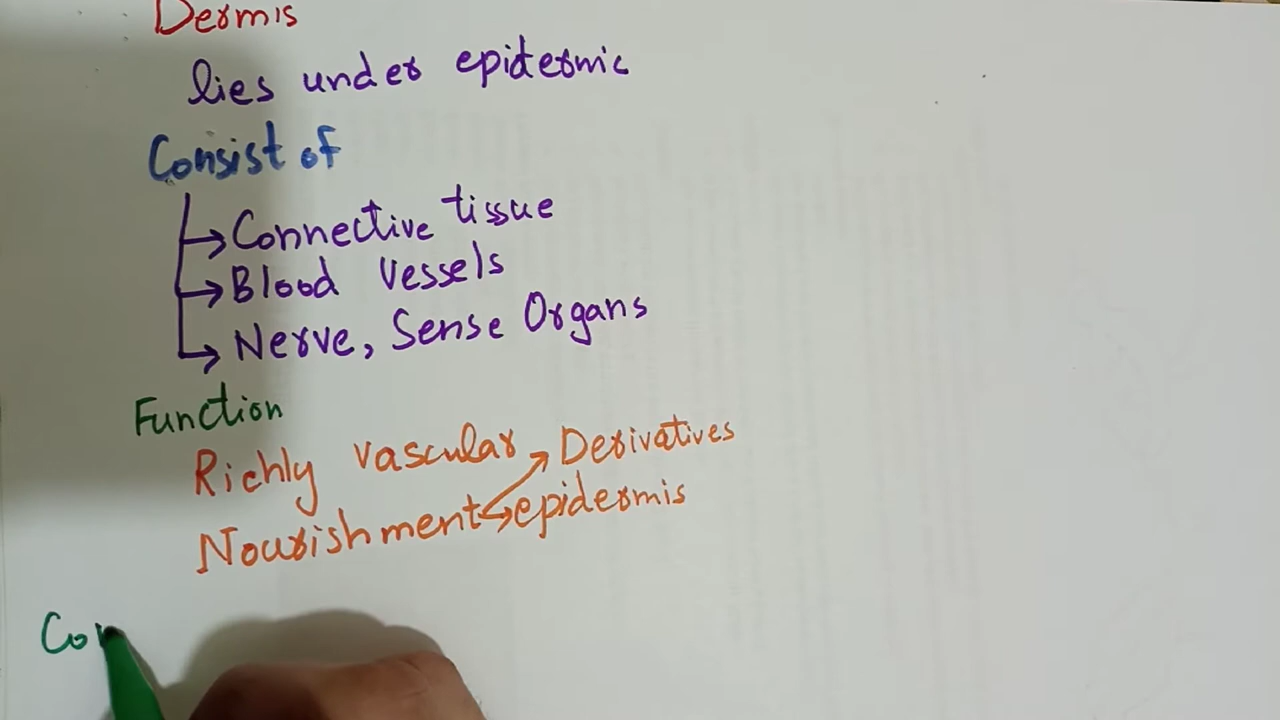 Dermis
lies under epidermic
Consist of
→ Connective tissue
→ Blood Vessels
→ Nerve, Sense Organs
Function
Richly vascular → Derivatives
Nourishment → epidermis
Co